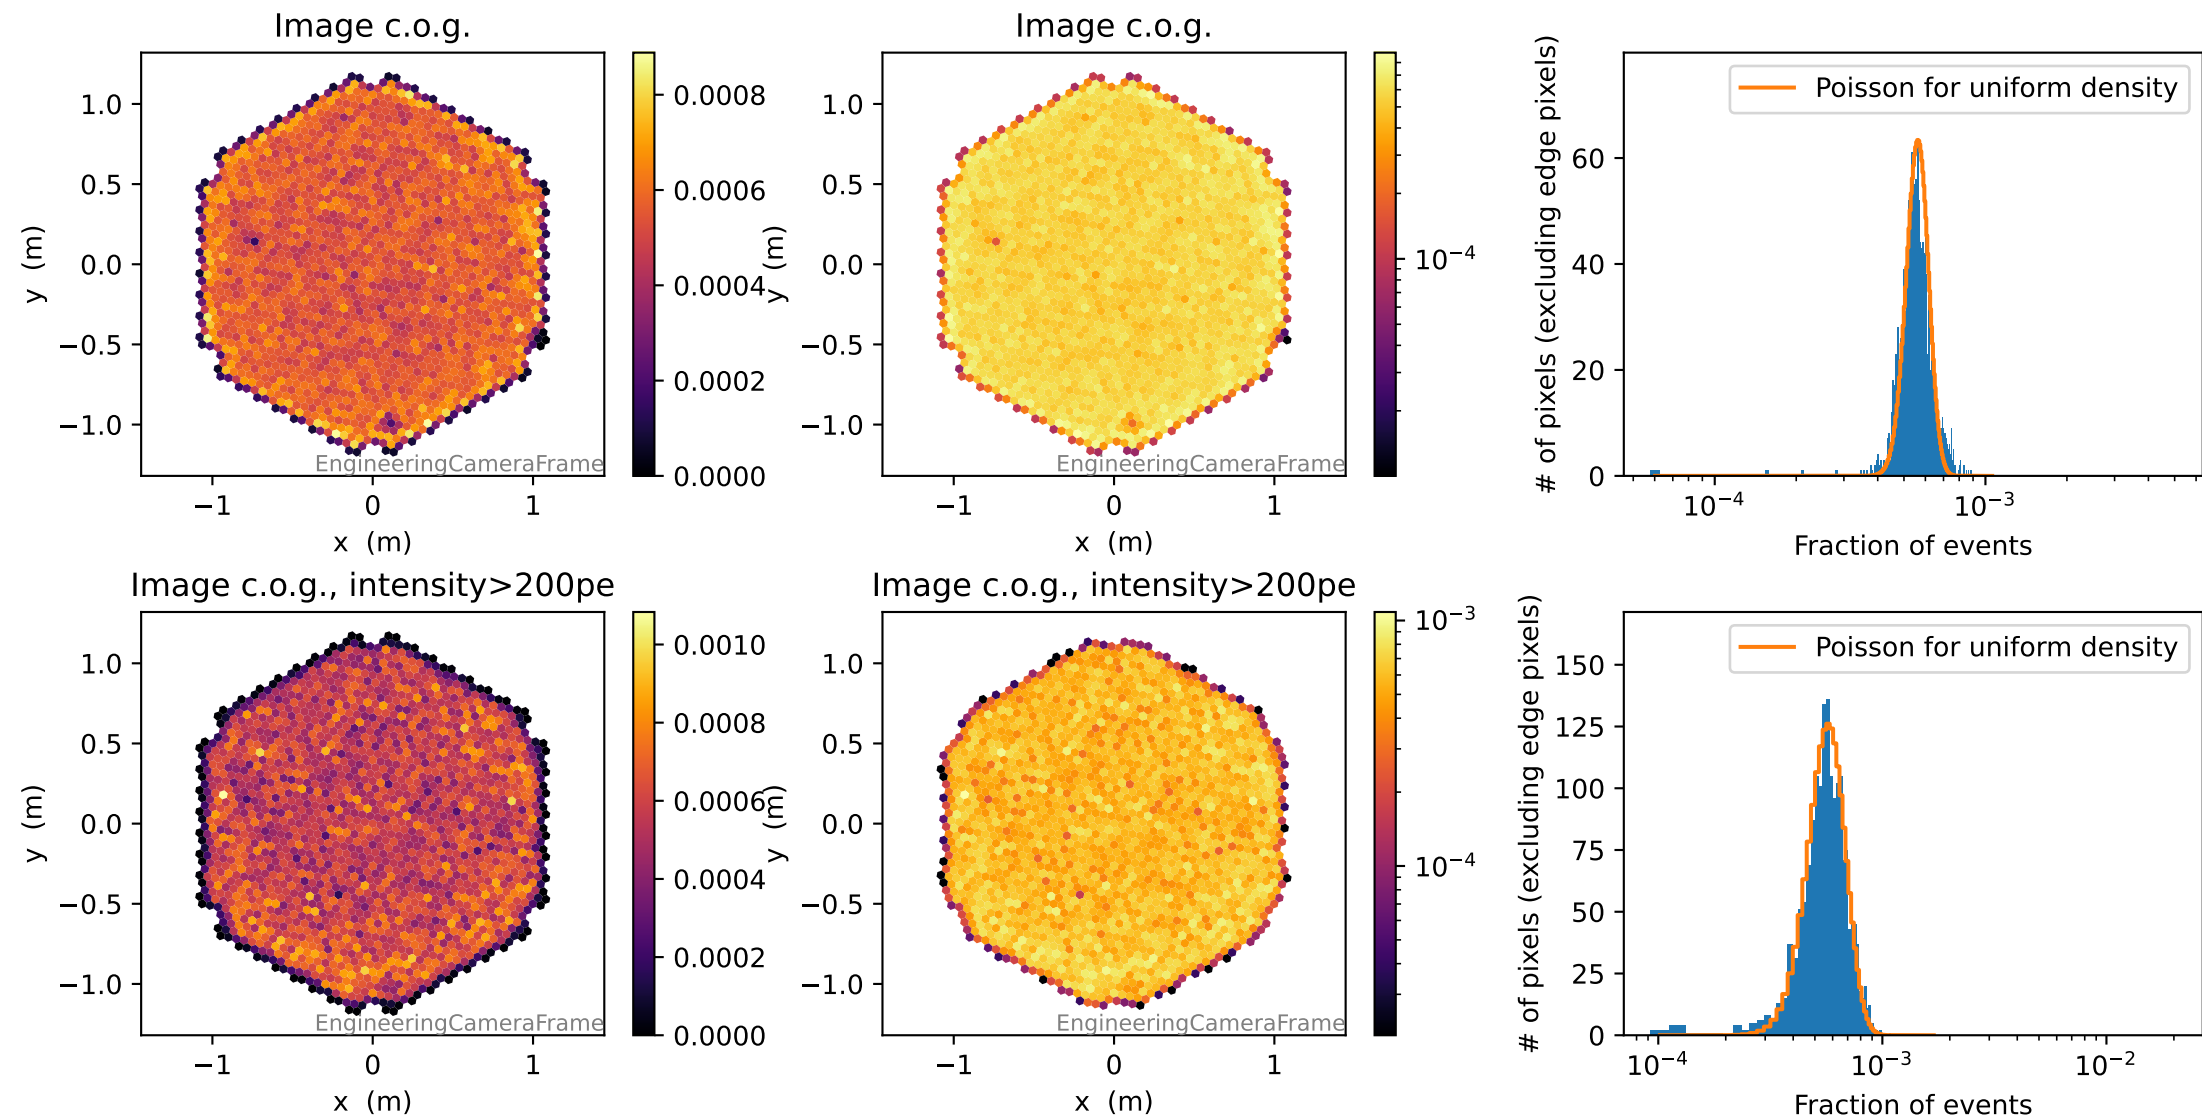 Image c.o.g.
1.0
0.5
0.0
−0.5
−1.0
y (m)
−1 0 1
x (m)
EngineeringCameraFrame
0.0008
0.0006
0.0004
0.0002
0.0000
Image c.o.g.
1.0
0.5
0.0
−0.5
−1.0
y (m)
−1 0 1
x (m)
EngineeringCameraFrame
10−4
# of pixels (excluding edge pixels)
60
40
20
0
Poisson for uniform density
10−4 10−3
Fraction of events
Image c.o.g., intensity>200pe
1.0
0.5
0.0
−0.5
−1.0
y (m)
−1 0 1
x (m)
EngineeringCameraFrame
0.0010
0.0008
0.0006
0.0004
0.0002
0.0000
Image c.o.g., intensity>200pe
1.0
0.5
0.0
−0.5
−1.0
y (m)
−1 0 1
x (m)
EngineeringCameraFrame
10−3
10−4
# of pixels (excluding edge pixels)
150
125
100
75
50
25
0
Poisson for uniform density
10−4 10−3 10−2
Fraction of events